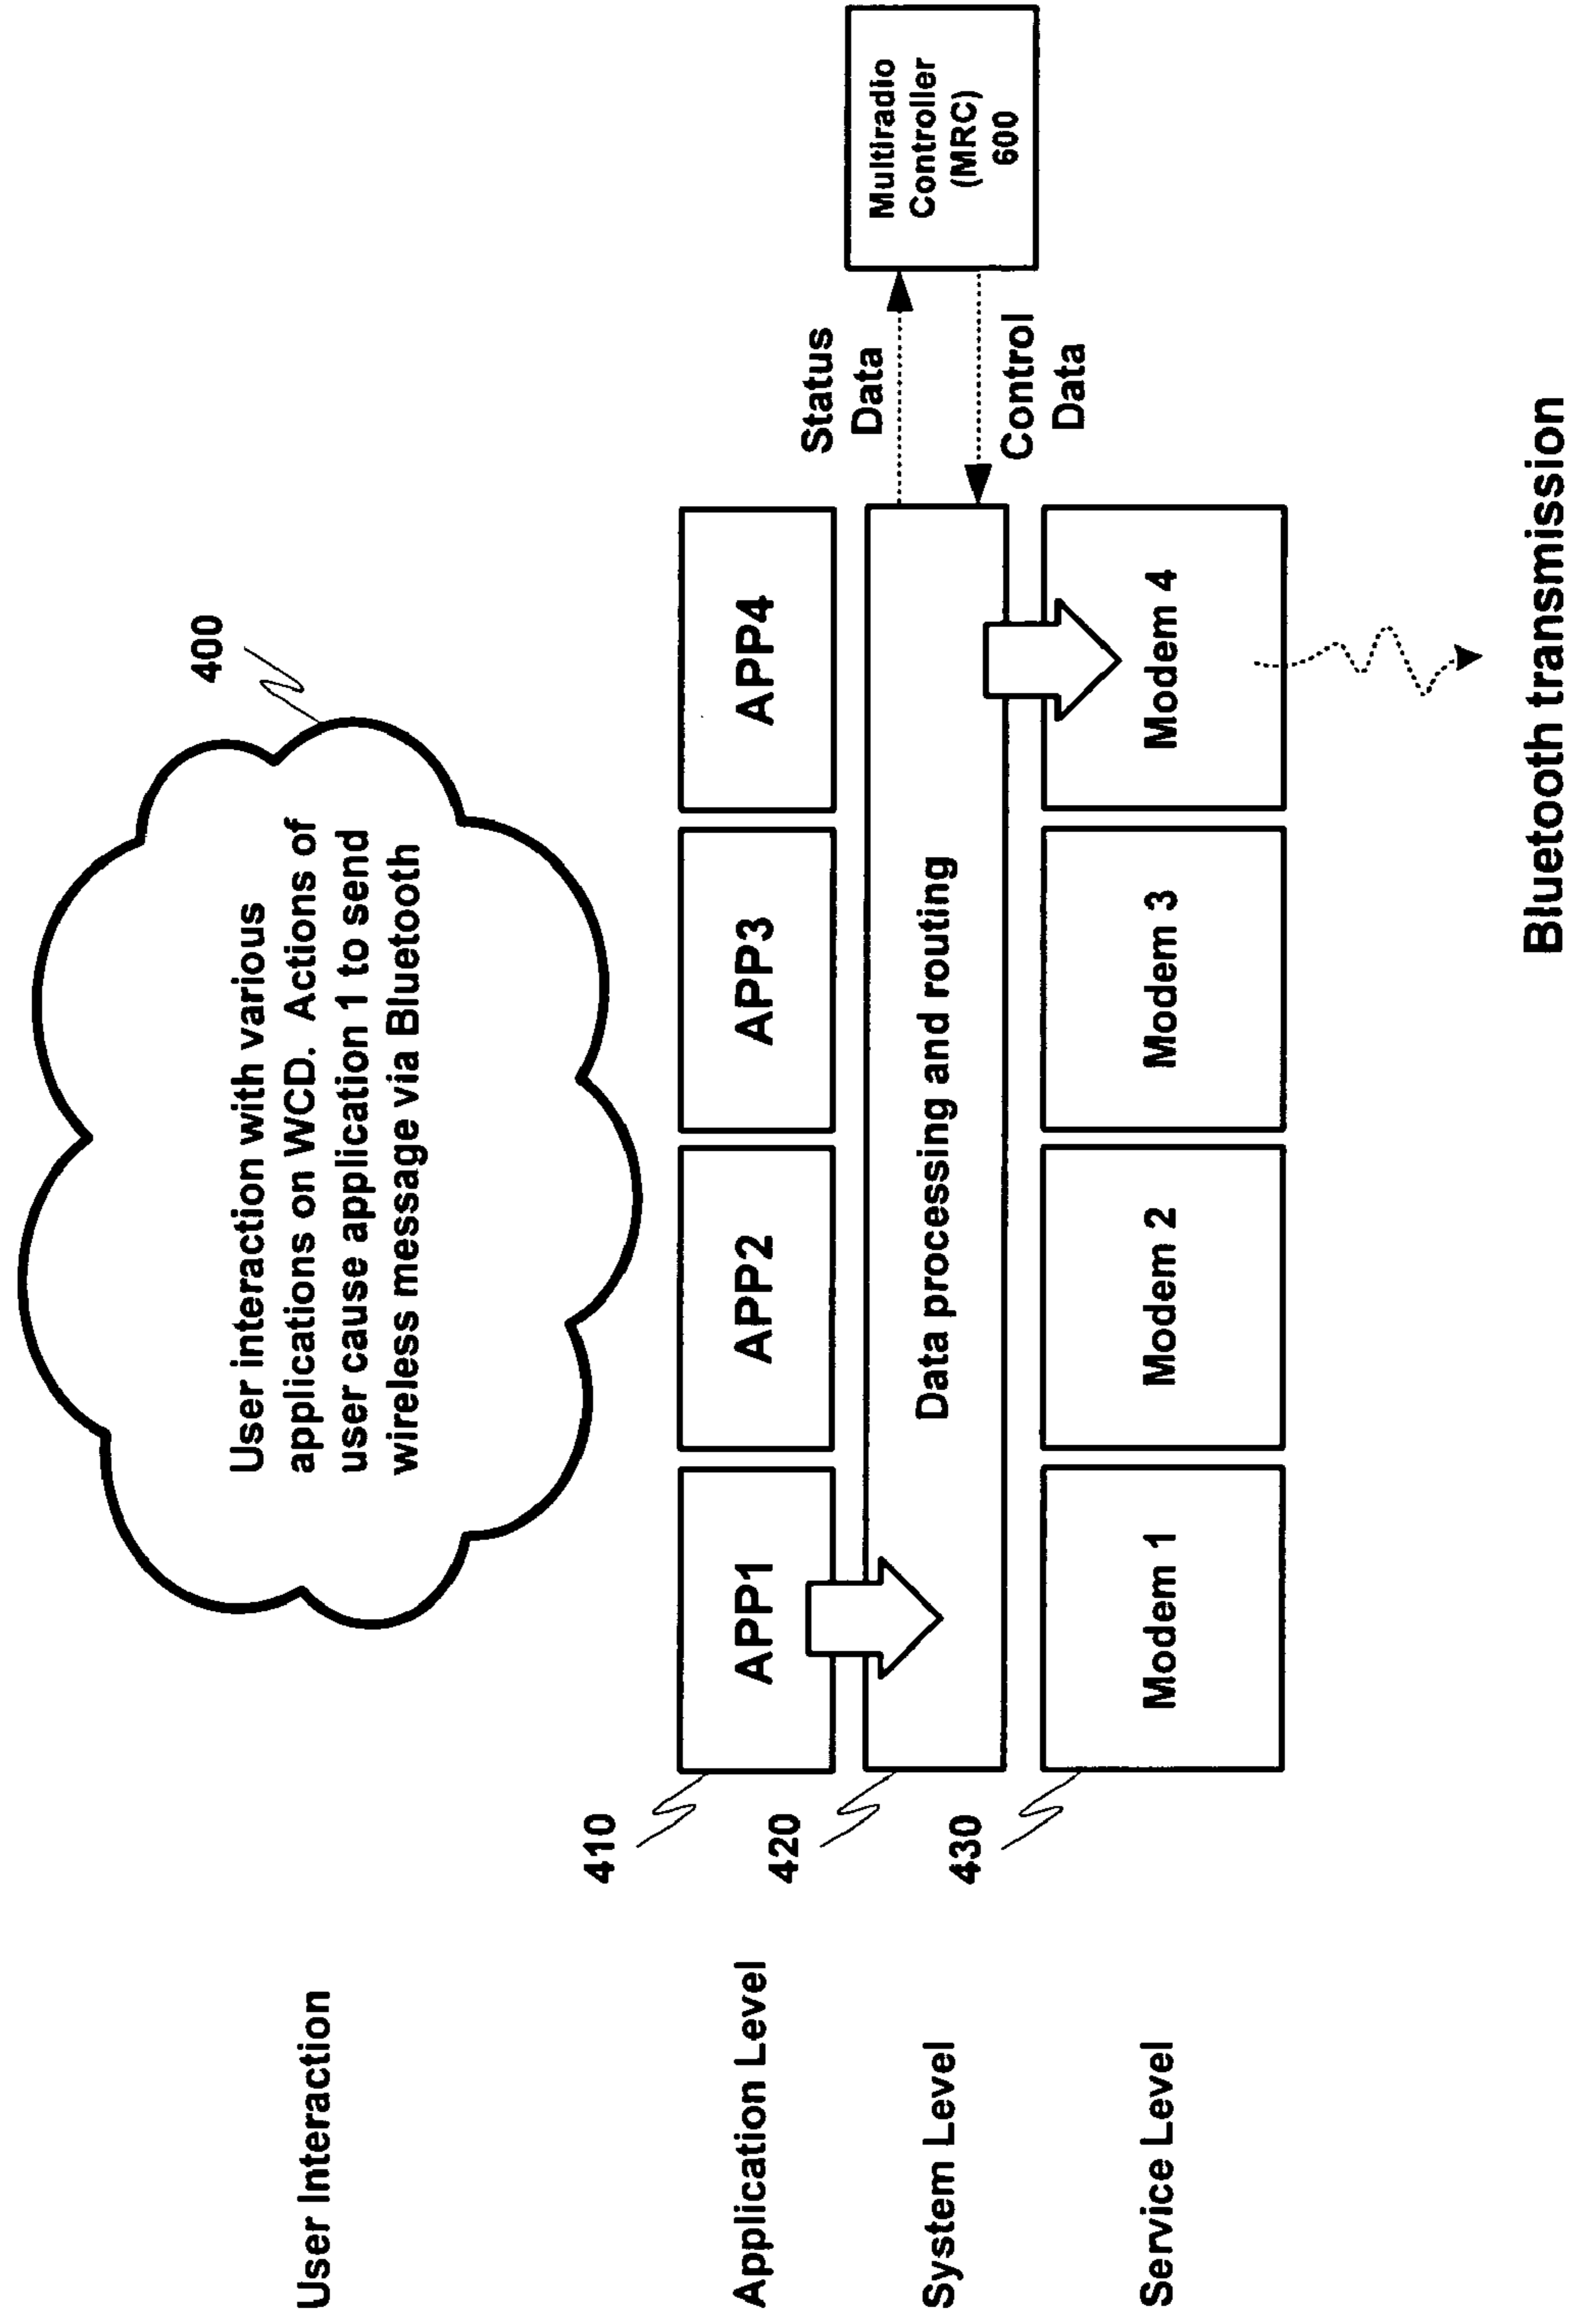 User Interaction
400
User interaction with various
applications on WCD.  Actions of
user cause application 1 to send
wireless message via Bluetooth
Application Level
410
APP1
APP2
APP3
APP4
System Level
420
Data processing and routing
Status
Data
Control
Data
Multiradio
Controller
(MRC)
600
Service Level
430
Modem 1
Modem 2
Modem 3
Modem 4
Bluetooth transmission